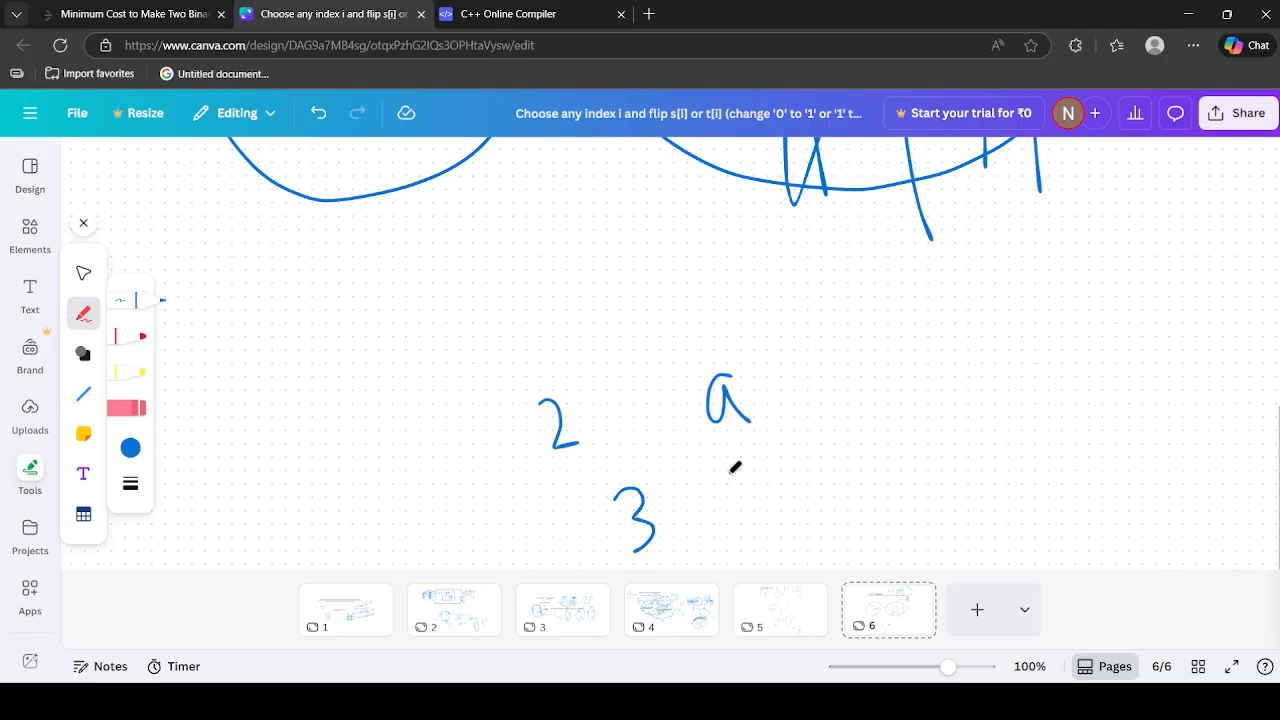 Minimum Cost to Make Two Bina
Choose any index i and flip s[i] or
C++ Online Compiler
https://www.canva.com/design/DAG9a7MB4sg/otqxPzhG2IQs3OPHtaVysw/edit
Chat
Import favorites
Untitled document...
File
Resize
Editing
Choose any index i and flip s[i] or t[i] (change '0' to '1' or '1' t...
Start your trial for ₹0
N
Share
Design
Elements
Text
Brand
Uploads
Tools
Projects
Apps
T
2
a
3
1
2
3
4
5
6
Notes
Timer
100%
Pages
6/6